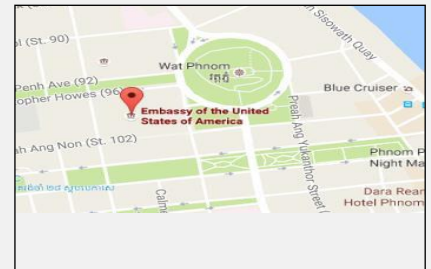 Sisowath Quay
l (St. 90)
Wat Phnom
វត្តភ្នំ
Penh Ave (92)
Blue Cruiser
opher Howes (96)
Embassy of the United
States of America
h Ang Non (St. 102)
Preah Ang Yukanthor Street (
Phnom P
Night Ma
Calme
Dara Rear
Hotel Phnom